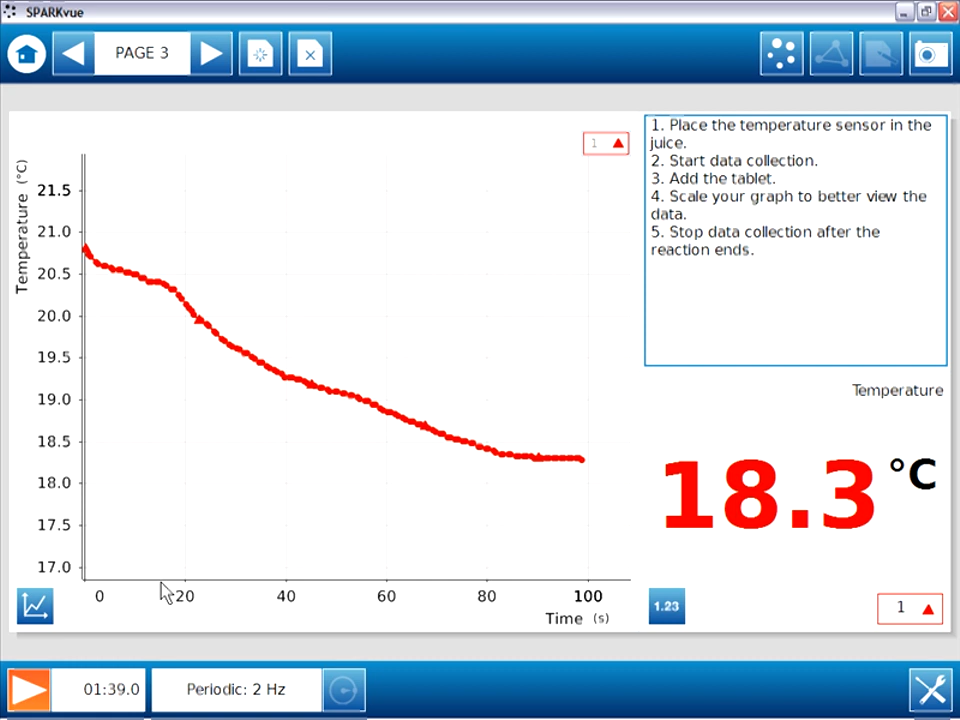 SPARKvue
PAGE 3
1
1. Place the temperature sensor in the
juice.
2. Start data collection.
3. Add the tablet.
4. Scale your graph to better view the
data.
5. Stop data collection after the
reaction ends.
Temperature (°C)
21.5
21.0
20.5
20.0
19.5
19.0
18.5
18.0
17.5
17.0
0 20 40 60 80 100
Time (s)
Temperature
18.3 °C
1.23
1
01:39.0
Periodic: 2 Hz